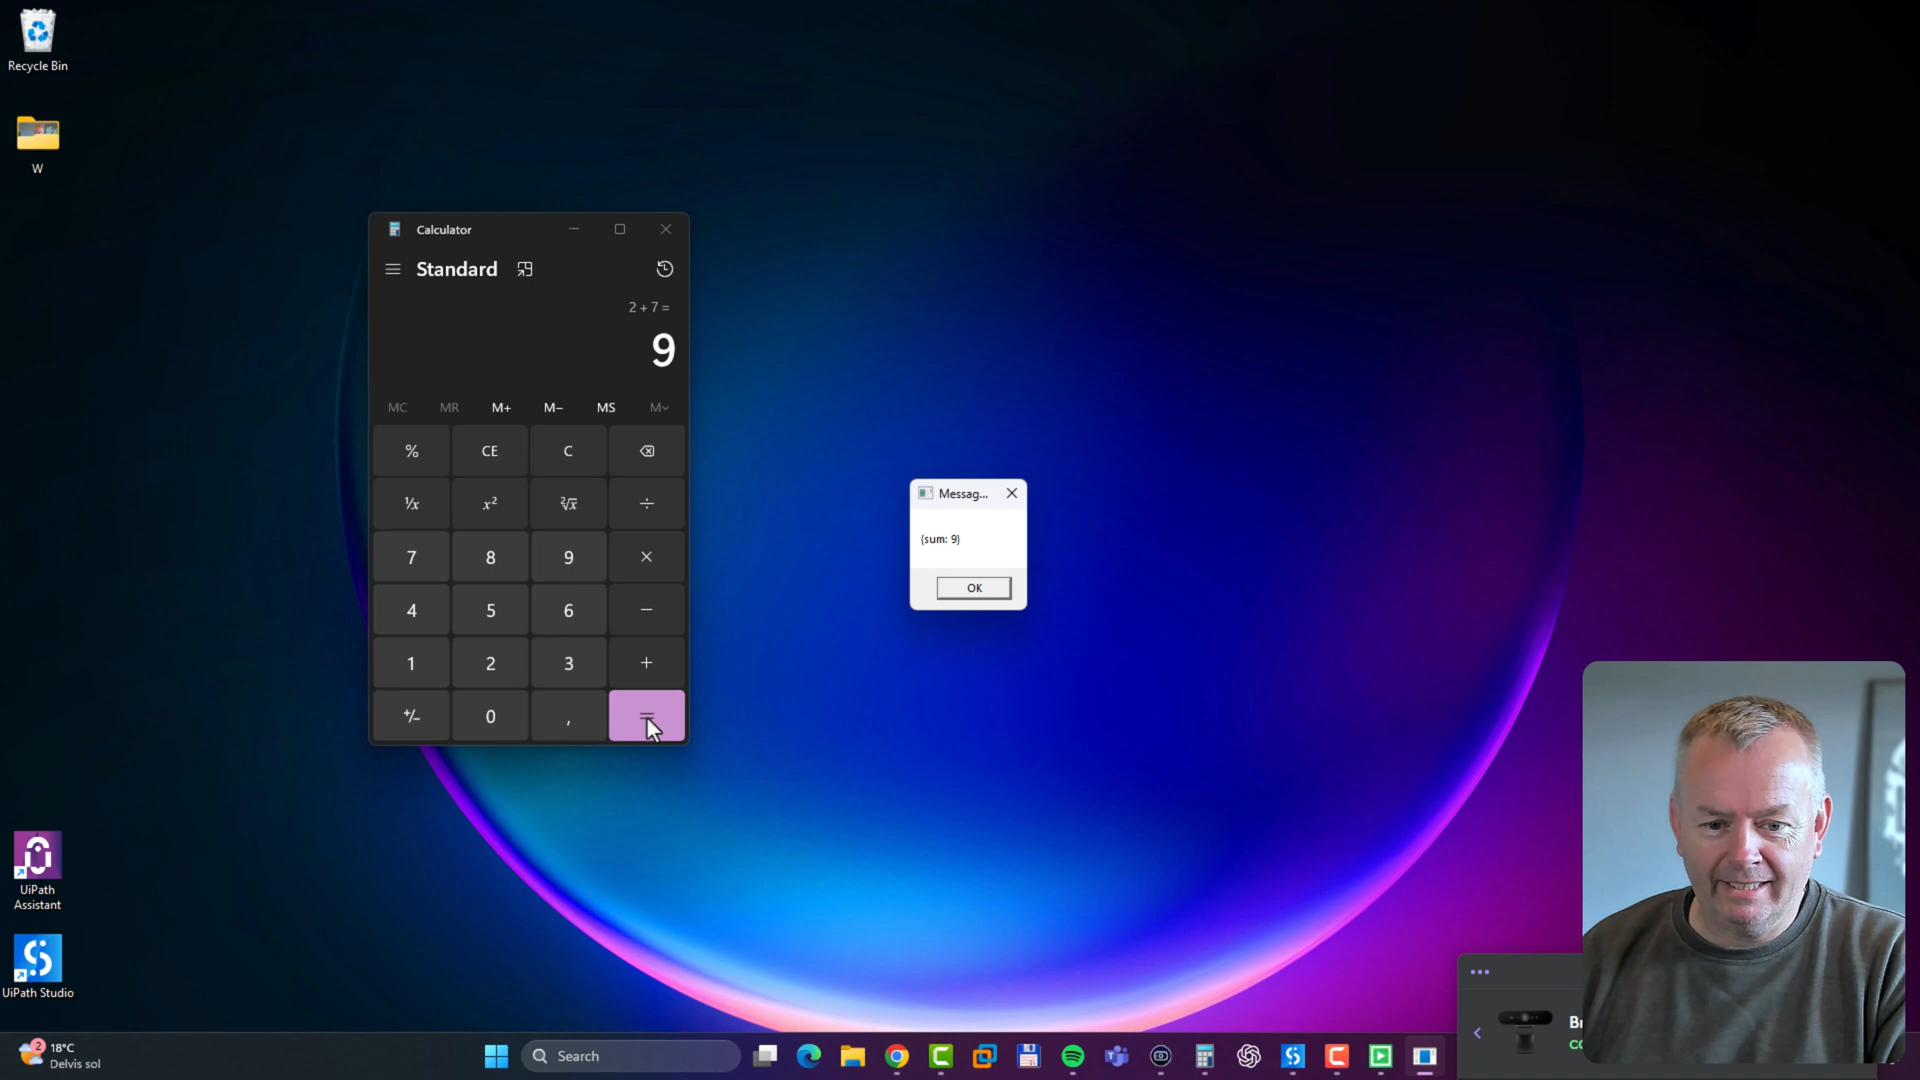 Recycle Bin
W
Calculator
Standard
2 + 7 =
9
MC MR M+ M− MS M
% CE C
⅟x x² ²√x ÷
7 8 9 ×
4 5 6 −
1 2 3 +
+/− 0 , =
Messag...
{sum: 9}
OK
UiPath
Assistant
UiPath Studio
2
18°C
Delvis sol
Search